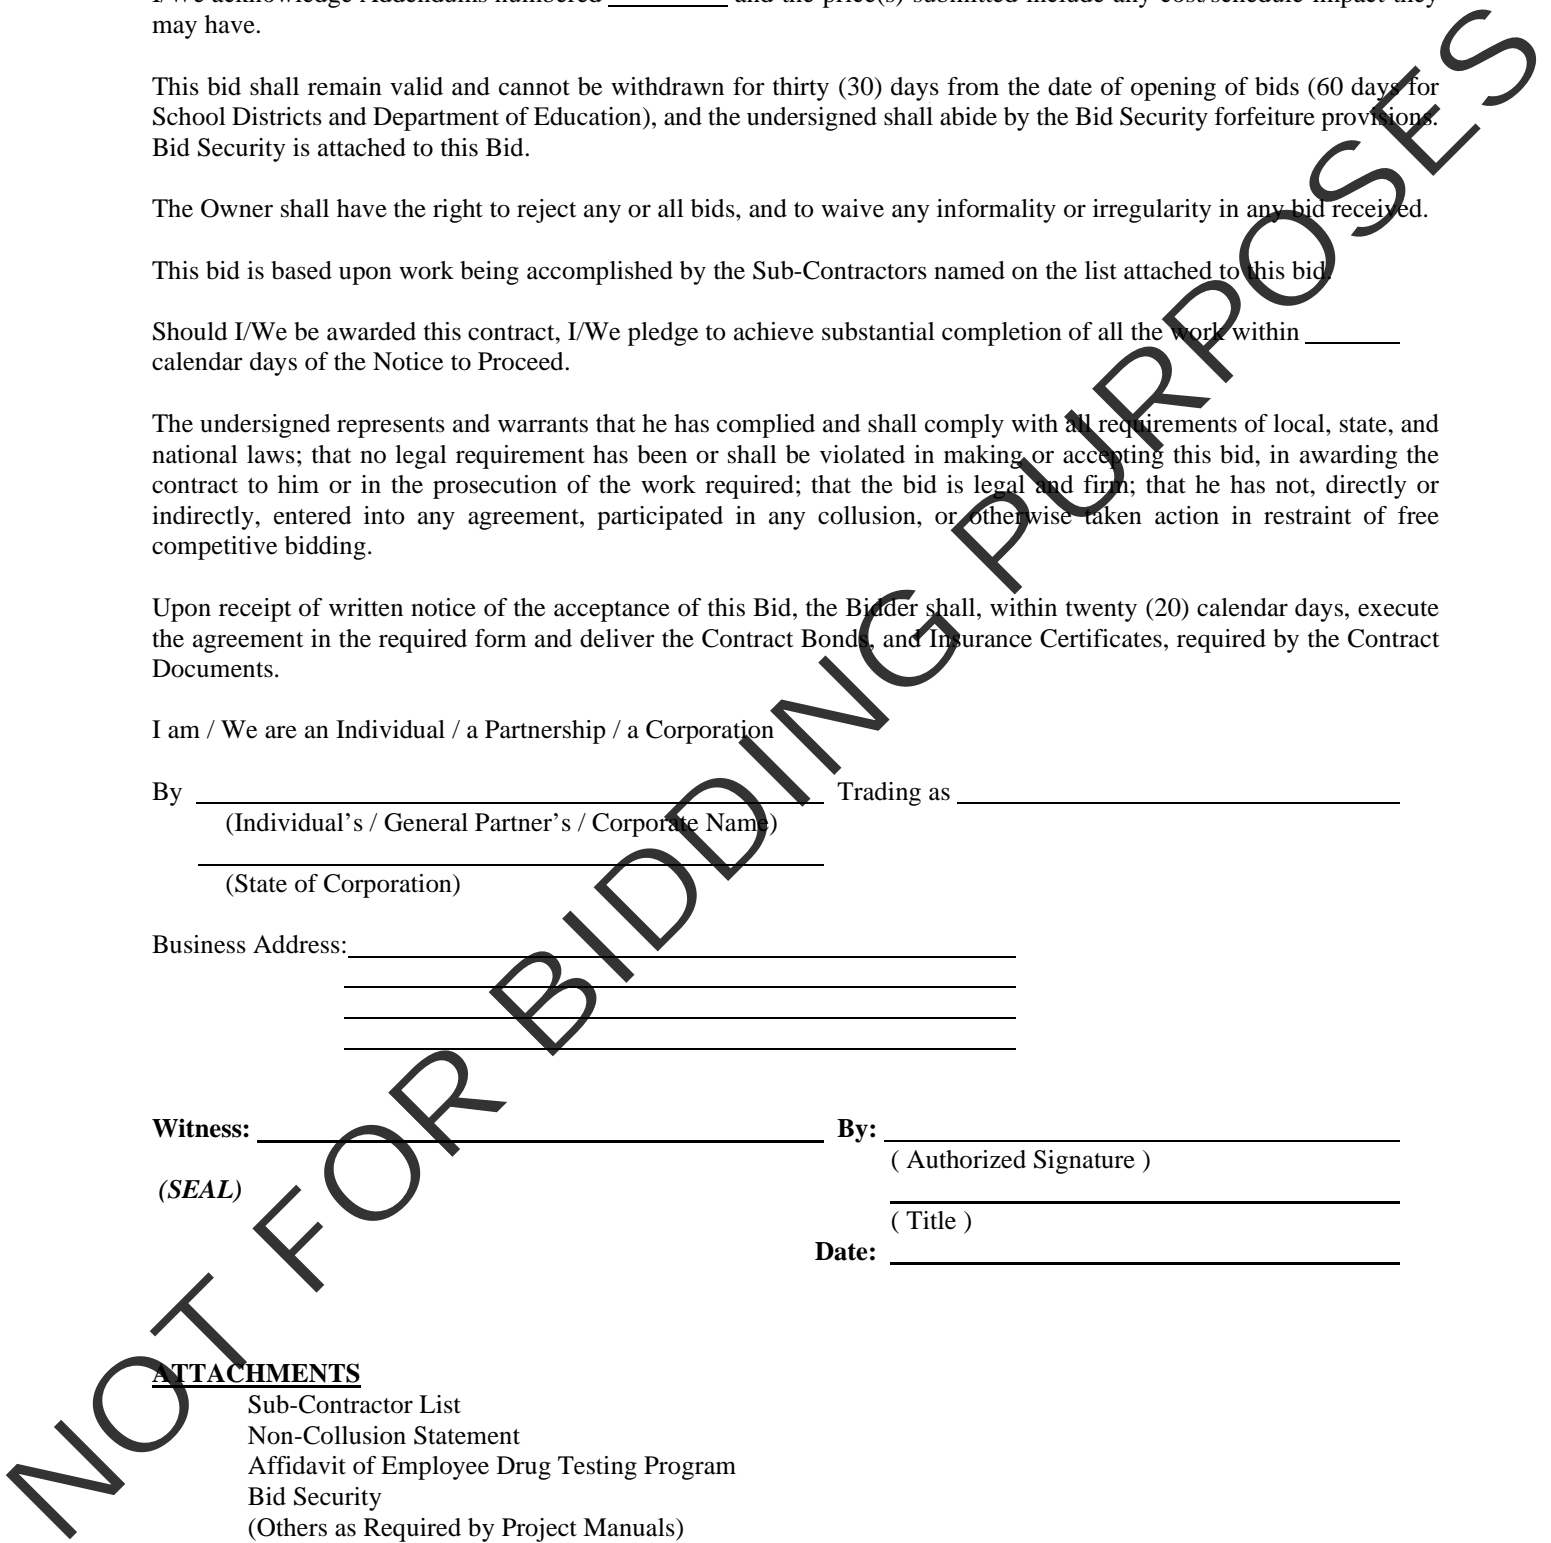 I/We acknowledge Addendums numbered ________ and the price(s) submitted include any cost/schedule impact they
may have.
This bid shall remain valid and cannot be withdrawn for thirty (30) days from the date of opening of bids (60 days for
School Districts and Department of Education), and the undersigned shall abide by the Bid Security forfeiture provisions.
Bid Security is attached to this Bid.
The Owner shall have the right to reject any or all bids, and to waive any informality or irregularity in any bid received.
This bid is based upon work being accomplished by the Sub-Contractors named on the list attached to this bid.
Should I/We be awarded this contract, I/We pledge to achieve substantial completion of all the work within ______
calendar days of the Notice to Proceed.
The undersigned represents and warrants that he has complied and shall comply with all requirements of local, state, and
national laws; that no legal requirement has been or shall be violated in making or accepting this bid, in awarding the
contract to him or in the prosecution of the work required; that the bid is legal and firm; that he has not, directly or
indirectly, entered into any agreement, participated in any collusion, or otherwise taken action in restraint of free
competitive bidding.
Upon receipt of written notice of the acceptance of this Bid, the Bidder shall, within twenty (20) calendar days, execute
the agreement in the required form and deliver the Contract Bonds, and Insurance Certificates, required by the Contract
Documents.
I am / We are an Individual / a Partnership / a Corporation
By ____________________ Trading as ____________________
(Individual’s / General Partner’s / Corporate Name)
(State of Corporation)
Business Address:____________________
Witness: ____________________ By: ____________________
( Authorized Signature )
(SEAL)
( Title )
Date: ____________________
ATTACHMENTS
Sub-Contractor List
Non-Collusion Statement
Affidavit of Employee Drug Testing Program
Bid Security
(Others as Required by Project Manuals)
NOT FOR BIDDING PURPOSES